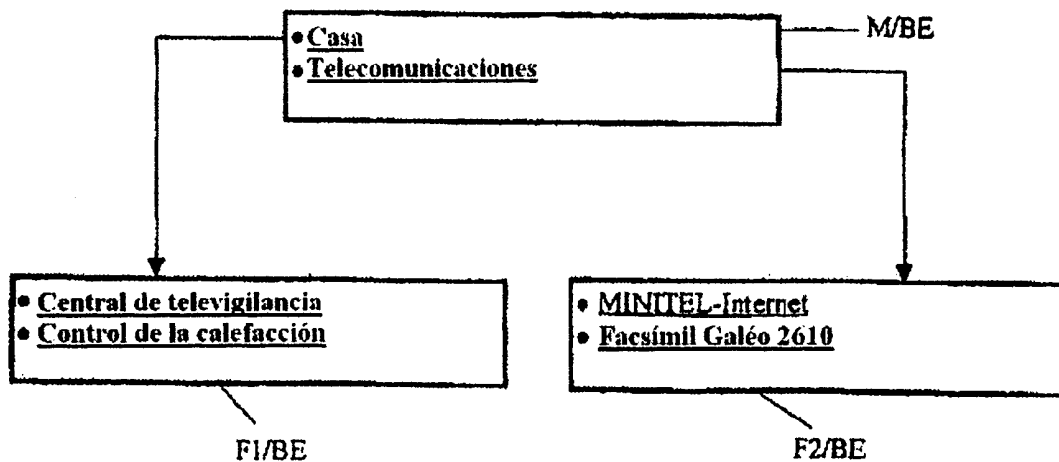 • Casa
• Telecomunicaciones
M/BE
• Central de televigilancia
• Control de la calefacción
• MINITEL-Internet
• Facsímil Galéo 2610
F1/BE
F2/BE